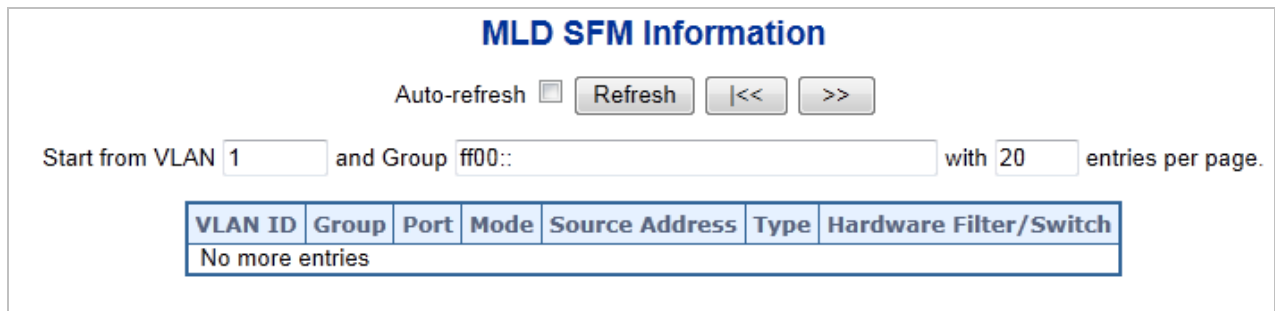 MLD SFM Information
Auto-refresh Refresh |<< >>
Start from VLAN 1 and Group ff00:: with 20 entries per page.
VLAN ID Group Port Mode Source Address Type Hardware Filter/Switch
No more entries